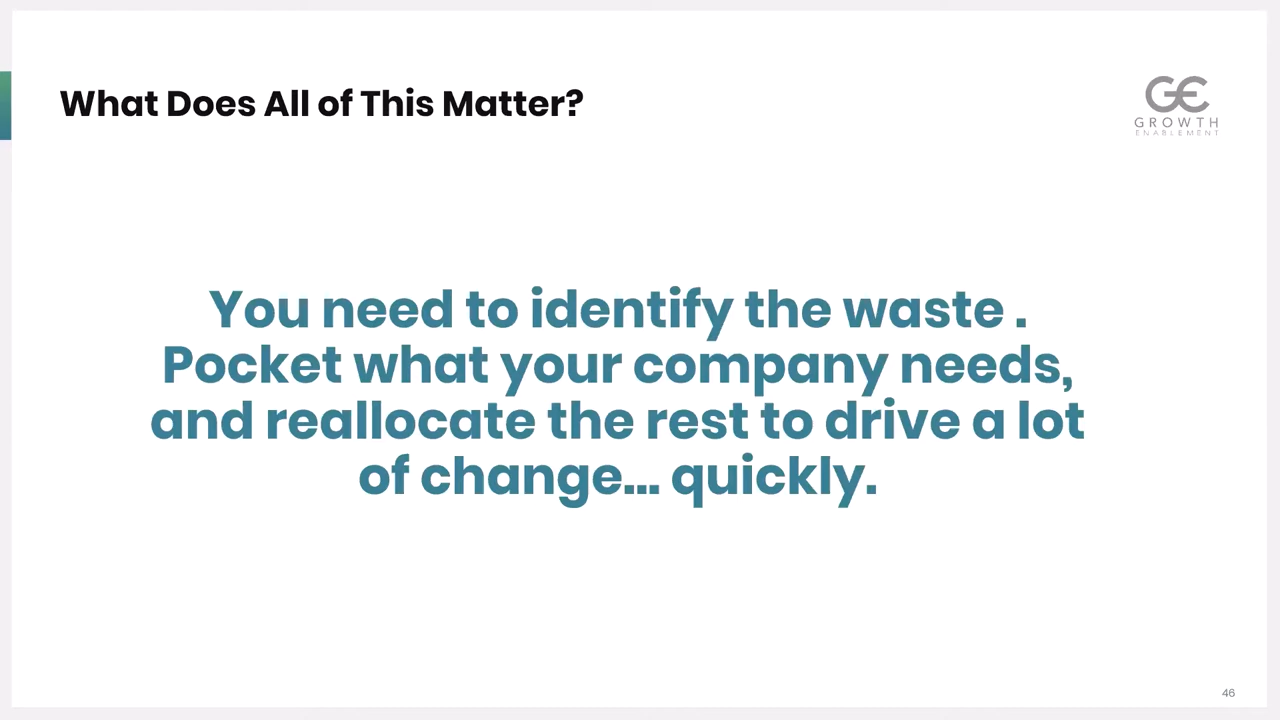 What Does All of This Matter?
GE
GROWTH
ENABLEMENT
You need to identify the waste .
Pocket what your company needs,
and reallocate the rest to drive a lot
of change... quickly.
46